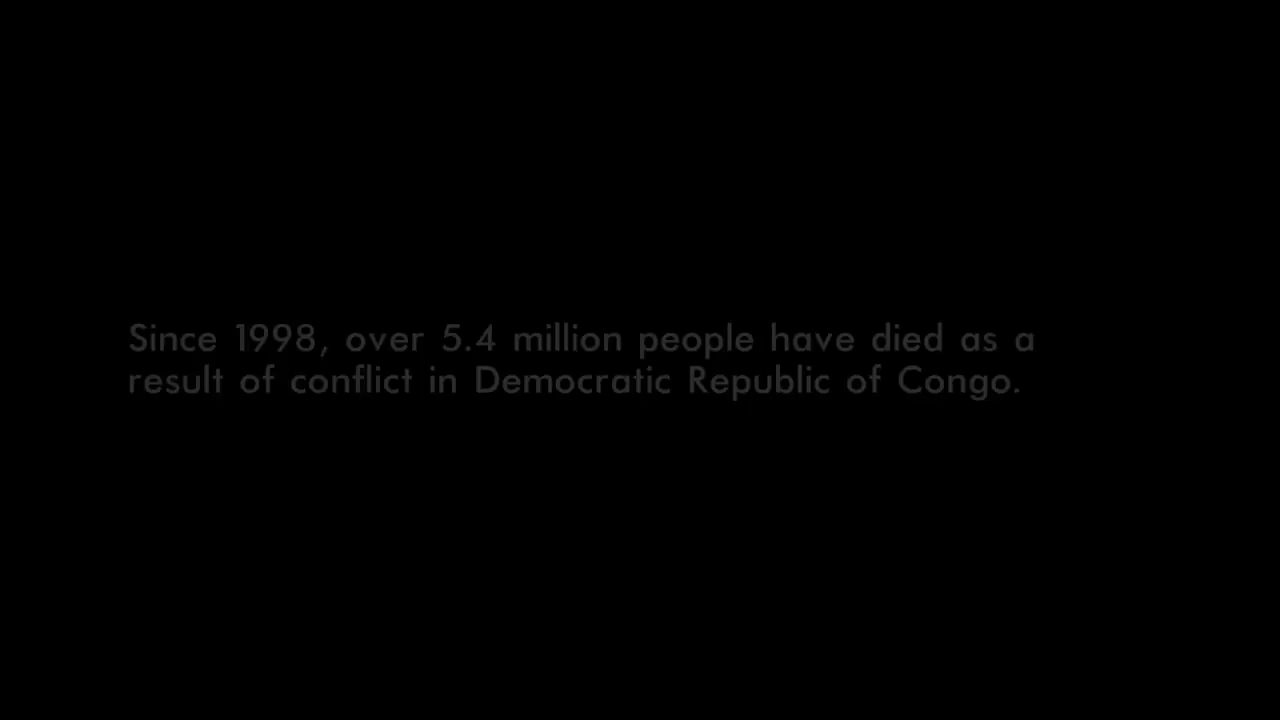 Since 1998, over 5.4 million people have died as a
result of conflict in Democratic Republic of Congo.